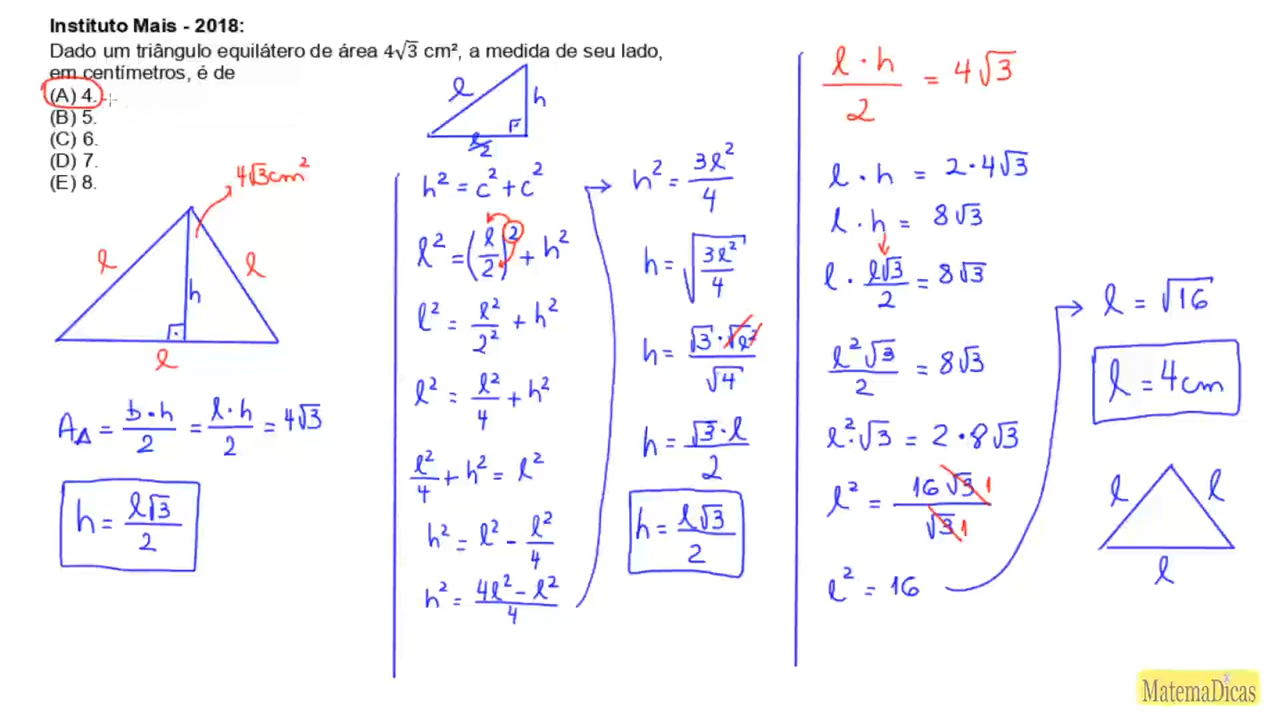 Instituto Mais - 2018:
Dado um triângulo equilátero de área 4√3 cm², a medida de seu lado,
em centímetros, é de
(A) 4.
(B) 5.
(C) 6.
(D) 7.
(E) 8.
4√3cm²
l
l
h
l
A△ = b·h/2 = l·h/2 = 4√3
h = l√3/2
l
h
l/2
h² = c² + c²
l² = (l/2)² + h²
l² = l²/2² + h²
l² = l²/4 + h²
l²/4 + h² = l²
h² = l² - l²/4
h² = 4l² - l²/4
h² = 3l²/4
h = √3l²/4
h = √3·√l²/√4
h = √3·l/2
h = l√3/2
l·h/2 = 4√3
l·h = 2·4√3
l·h = 8√3
l·l√3/2 = 8√3
l²√3/2 = 8√3
l²·√3 = 2·8√3
l² = 16√3 1/√3 1
l² = 16
l = √16
l = 4cm
l
l
l
MatemaDicas